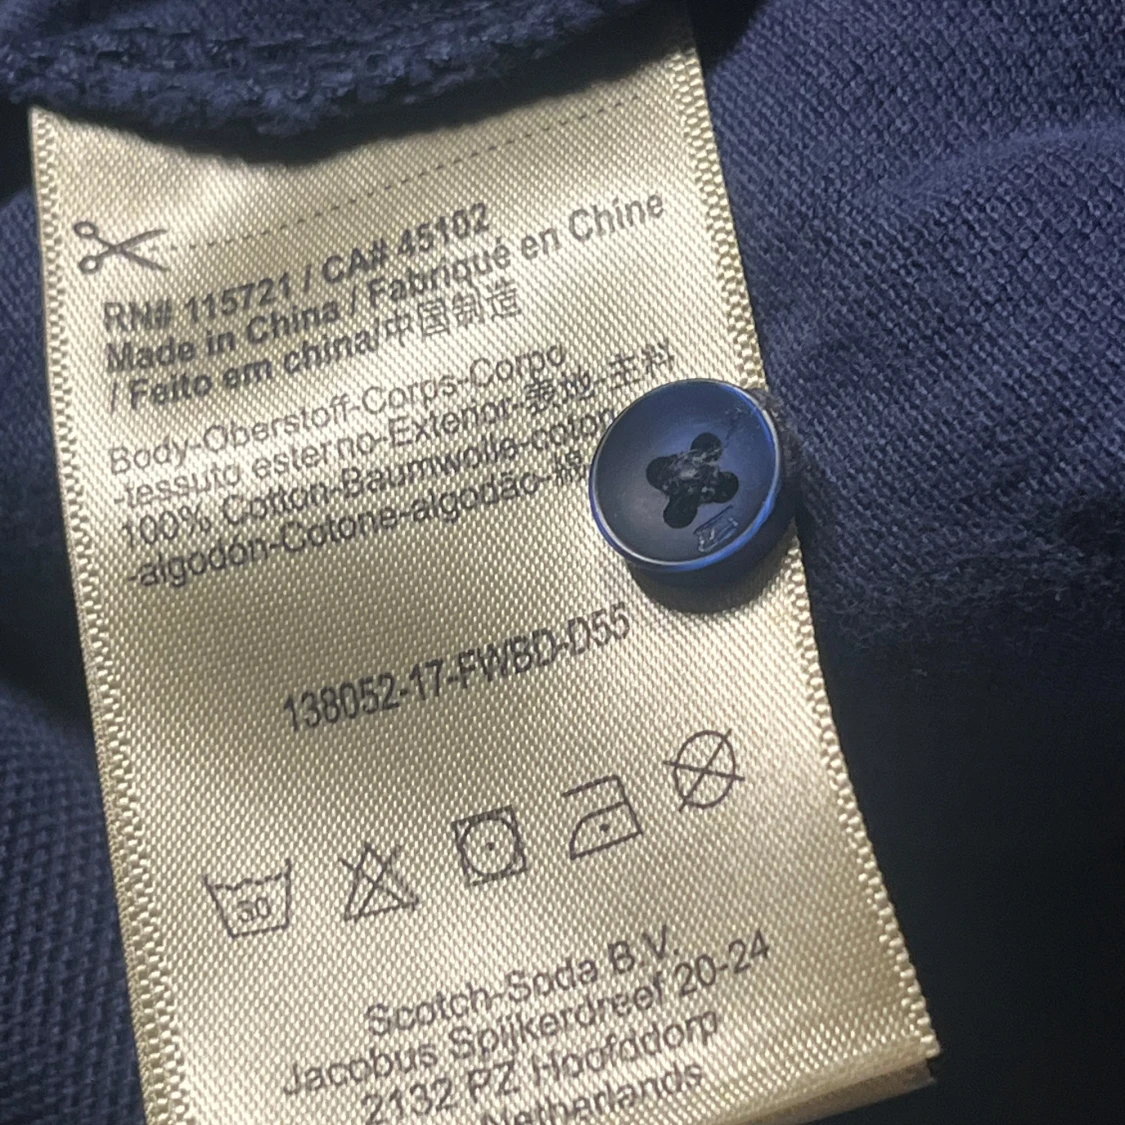 RN# 115721 / CA# 45102
Made in China / Fabriqué en Chine
/ Feito em china/中国制造
Body-Oberstoff-Corps-Corpo
-tessuto esterno-Exterior-表地-主料
100% Cotton-Baumwolle-coton
-algodón-Cotone-algodão-綿
138052-17-FWBD-D55
30
Scotch-Soda B.V.
Jacobus Spijkerdreef 20-24
2132 PZ Hoofddorp
Netherlands